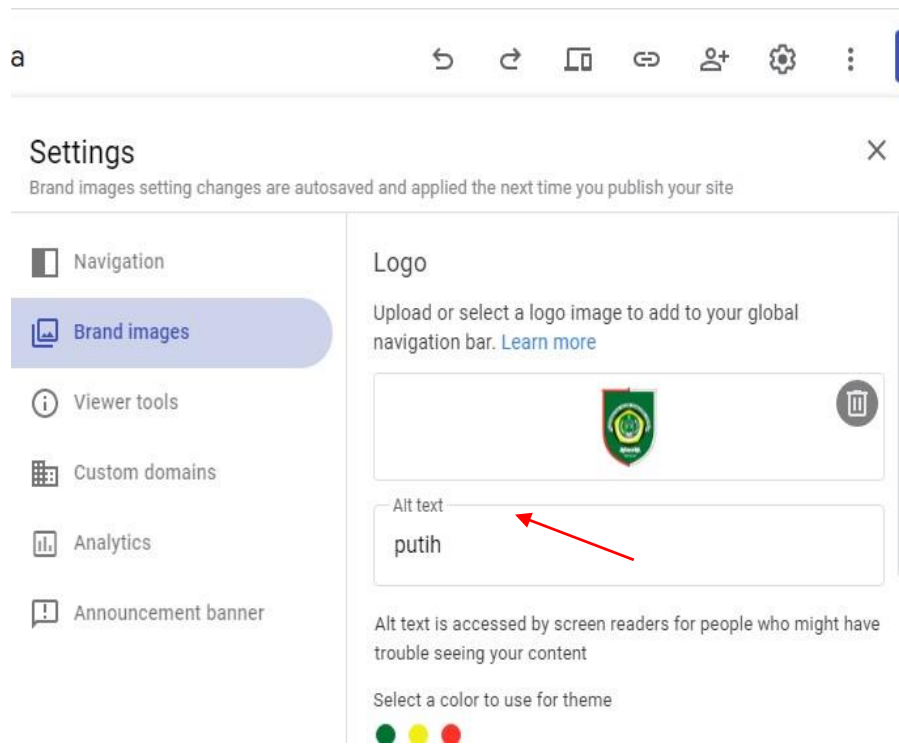 a
Settings
Brand images setting changes are autosaved and applied the next time you publish your site
Navigation
Brand images
Viewer tools
Custom domains
Analytics
Announcement banner
Logo
Upload or select a logo image to add to your global
navigation bar. Learn more
Alt text
putih
Alt text is accessed by screen readers for people who might have
trouble seeing your content
Select a color to use for theme